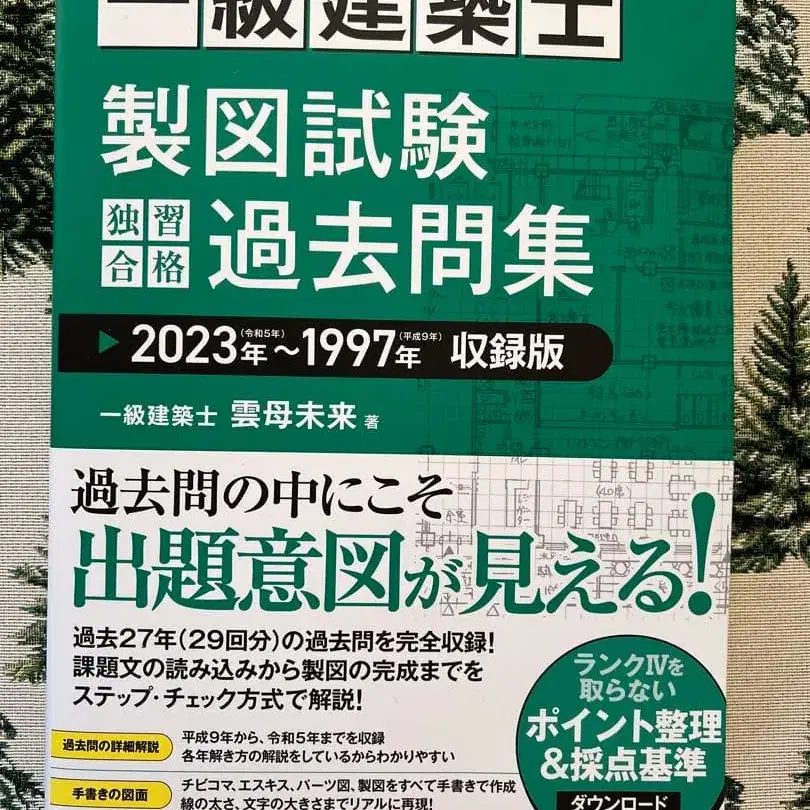 一級建築士
製図試験
独習
合格
過去問集
▶2023年(令和5年)～1997年(平成9年) 収録版
一級建築士 雲母未来 著
過去問の中にこそ
出題意図が見える!
過去27年(29回分)の過去問を完全収録!
課題文の読み込みから製図の完成までを
ステップ・チェック方式で解説!
ランクⅣを
取らない
ポイント整理
&採点基準
ダウンロード
過去問の詳細解説
平成9年から、令和5年までを収録
各年解き方の解説をしているからわかりやすい
手書きの図面
チビコマ、エスキス、パーツ図、製図をすべて手書きで作成
線の太さ、文字の大きさまでリアルに再現!